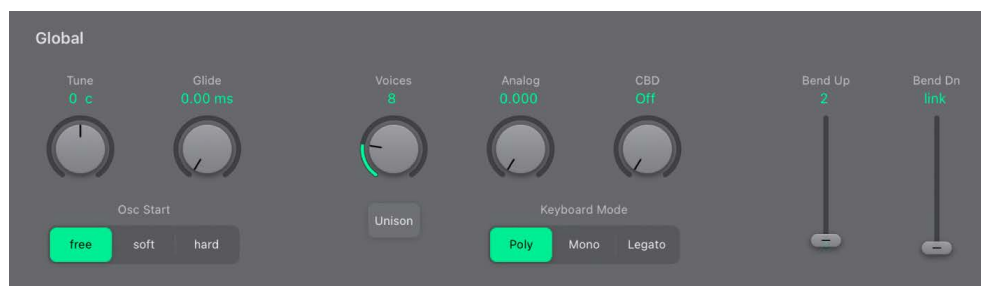 Global
Tune Glide Voices Analog CBD Bend Up Bend Dn
0 c 0.00 ms 8 0.000 Off 2 link
Osc Start Keyboard Mode
Unison
free soft hard Poly Mono Legato